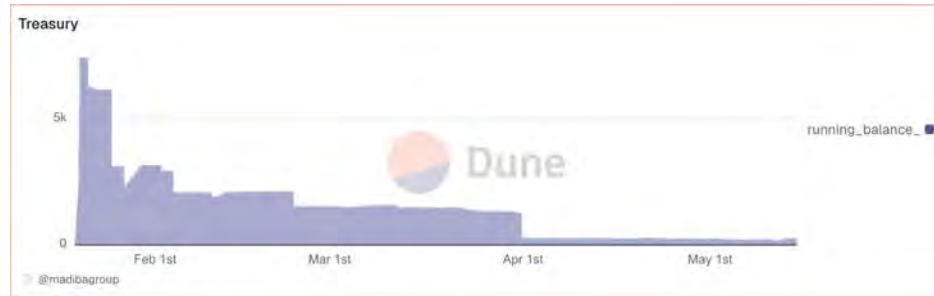 Treasury
5k
running_balance_
Dune
0
Feb 1st
Mar 1st
Apr 1st
May 1st
@madibagroup